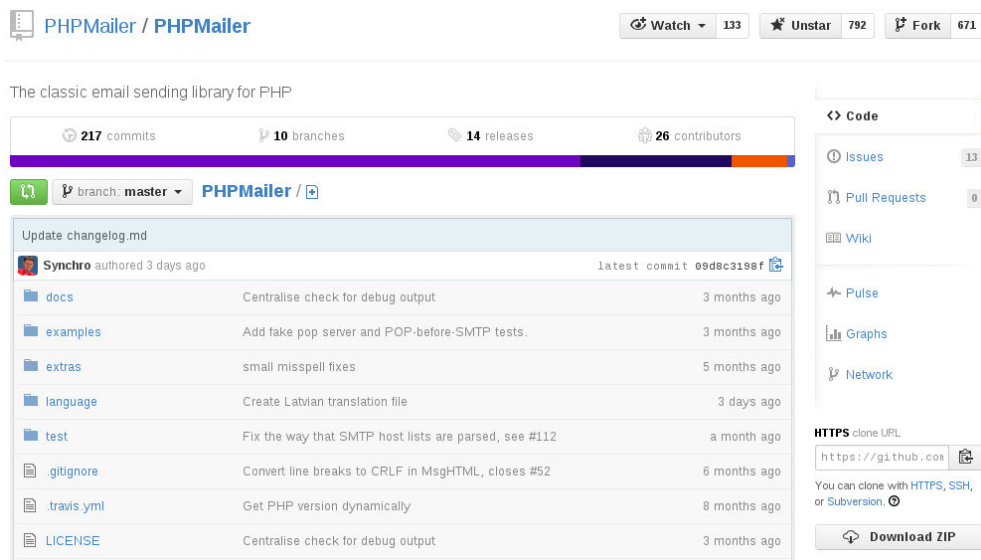 PHPMailer / PHPMailer
Watch 133 Unstar 792 Fork 671
The classic email sending library for PHP
217 commits 10 branches 14 releases 26 contributors
branch: master PHPMailer /
Update changelog.md
Synchro authored 3 days ago latest commit 09d8c3198f
docs Centralise check for debug output 3 months ago
examples Add fake pop server and POP-before-SMTP tests. 3 months ago
extras small misspell fixes 5 months ago
language Create Latvian translation file 3 days ago
test Fix the way that SMTP host lists are parsed, see #112 a month ago
.gitignore Convert line breaks to CRLF in MsgHTML, closes #52 6 months ago
.travis.yml Get PHP version dynamically 8 months ago
LICENSE Centralise check for debug output 3 months ago
Code
Issues 13
Pull Requests 0
Wiki
Pulse
Graphs
Network
HTTPS clone URL
https://github.com
You can clone with HTTPS, SSH,
or Subversion.
Download ZIP